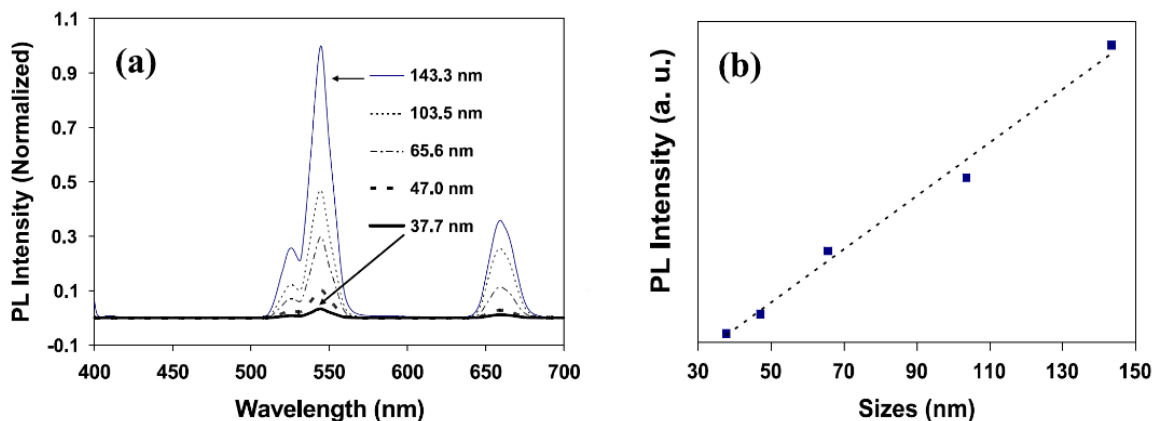 (a)
PL Intensity (Normalized)
1.1
0.9
0.7
0.5
0.3
0.1
-0.1
143.3 nm
103.5 nm
65.6 nm
47.0 nm
37.7 nm
400 450 500 550 600 650 700
Wavelength (nm)
(b)
PL Intensity (a. u.)
30 50 70 90 110 130 150
Sizes (nm)